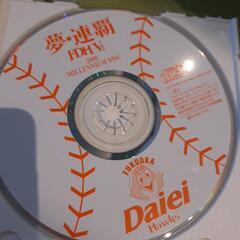 夢・連覇
FDH V2
2000
MILLENNIUM DISC
FUKUOKA
Daiei
Hawks